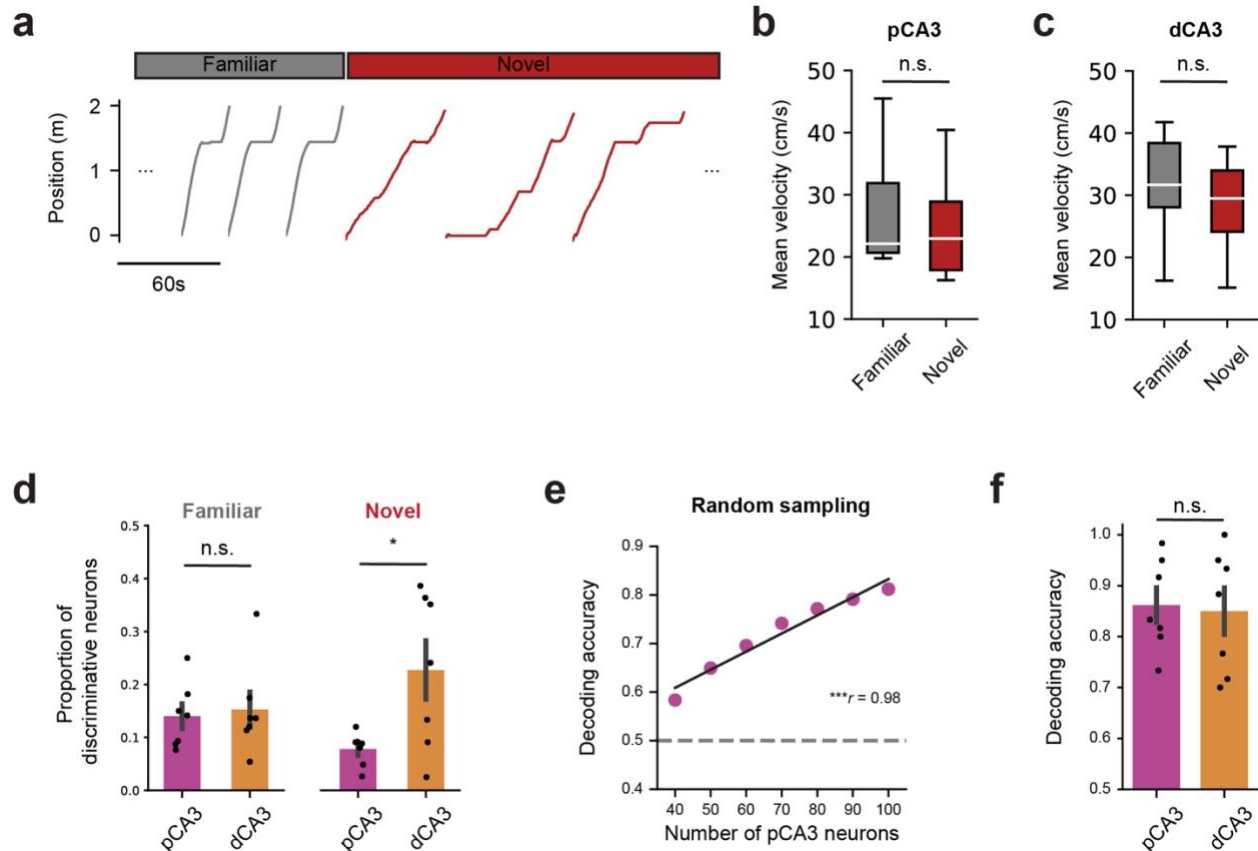 a
Familiar
Novel
Position (m)
2
1
0
...
...
60s
b
pCA3
n.s.
Mean velocity (cm/s)
50
40
30
20
10
Familiar
Novel
c
dCA3
n.s.
Mean velocity (cm/s)
50
40
30
20
10
Familiar
Novel
d
Familiar
Novel
n.s.
*
Proportion of
discriminative neurons
0.5
0.4
0.3
0.2
0.1
0.0
pCA3
dCA3
pCA3
dCA3
e
Random sampling
Decoding accuracy
0.9
0.8
0.7
0.6
0.5
0.4
***r = 0.98
40 50 60 70 80 90 100
Number of pCA3 neurons
f
n.s.
Decoding accuracy
1.0
0.9
0.8
0.7
0.6
0.5
pCA3
dCA3